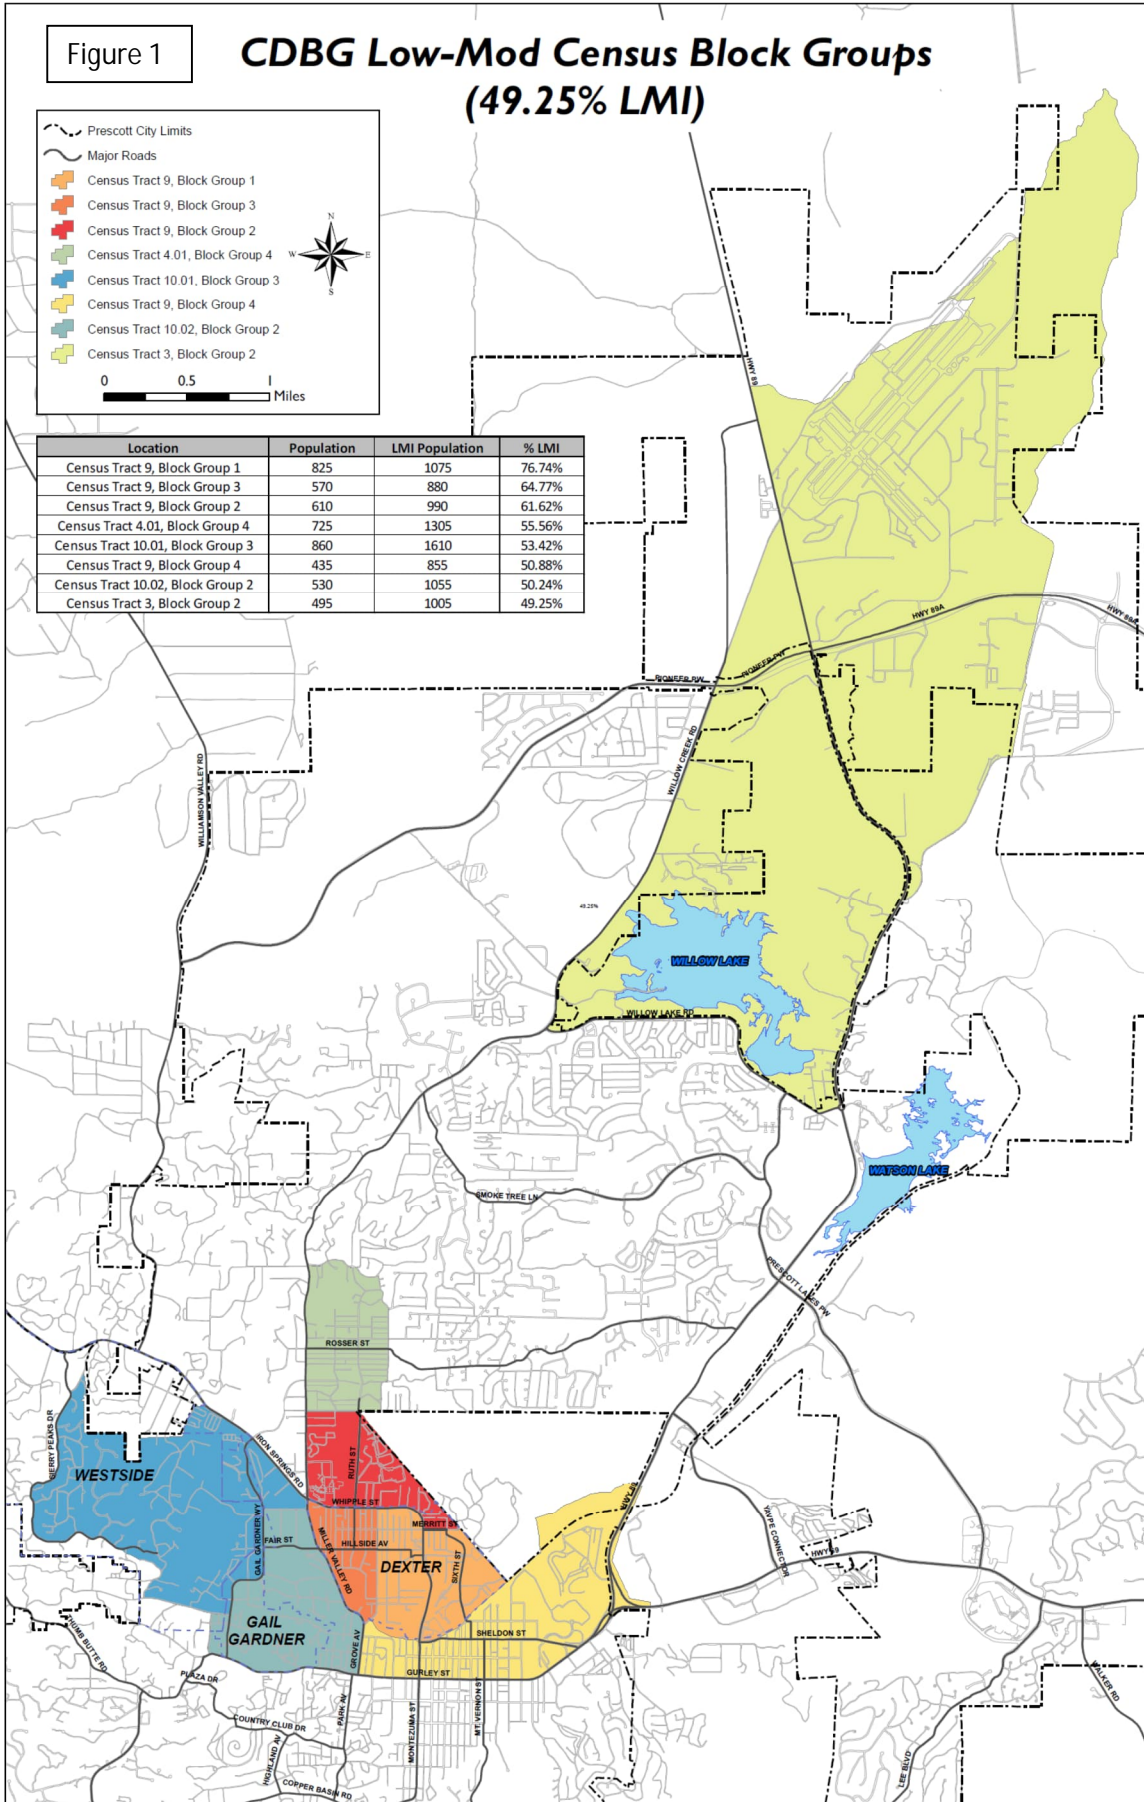 Figure 1
CDBG Low-Mod Census Block Groups
(49.25% LMI)
Prescott City Limits
Major Roads
Census Tract 9, Block Group 1
Census Tract 9, Block Group 3
Census Tract 9, Block Group 2
Census Tract 4.01, Block Group 4
Census Tract 10.01, Block Group 3
Census Tract 9, Block Group 4
Census Tract 10.02, Block Group 2
Census Tract 3, Block Group 2
N
W E
S
0 0.5 1
Miles
Location Population LMI Population % LMI
Census Tract 9, Block Group 1 825 1075 76.74%
Census Tract 9, Block Group 3 570 880 64.77%
Census Tract 9, Block Group 2 610 990 61.62%
Census Tract 4.01, Block Group 4 725 1305 55.56%
Census Tract 10.01, Block Group 3 860 1610 53.42%
Census Tract 9, Block Group 4 435 855 50.88%
Census Tract 10.02, Block Group 2 530 1055 50.24%
Census Tract 3, Block Group 2 495 1005 49.25%
HWY 89
HWY 89A
HWY 89A
PIONEER PW
PIONEER PW
WILLOW CREEK RD
WILLIAMSON VALLEY RD
49.25%
WILLOW LAKE
WILLOW LAKE RD
WATSON LAKE
SMOKE TREE LN
PRESCOTT LAKES PW
ROSSER ST
IRON SPRINGS RD
WESTSIDE
RUTH ST
WHIPPLE ST
MERRITT ST
HWY 89
GAIL GARDNER WY
FAIR ST
MILLER VALLEY RD
HILLSIDE AV
DEXTER
SIXTH ST
YAVPE CONNECTOR
HWY 69
GAIL
GARDNER
GROVE AV
SHELDON ST
GURLEY ST
THUMB BUTTE RD
PLAZA DR
PARK AV
MONTEZUMA ST
MT VERNON ST
COUNTRY CLUB DR
HIGHLAND AV
COPPER BASIN RD
WALKER RD
LEE BLVD